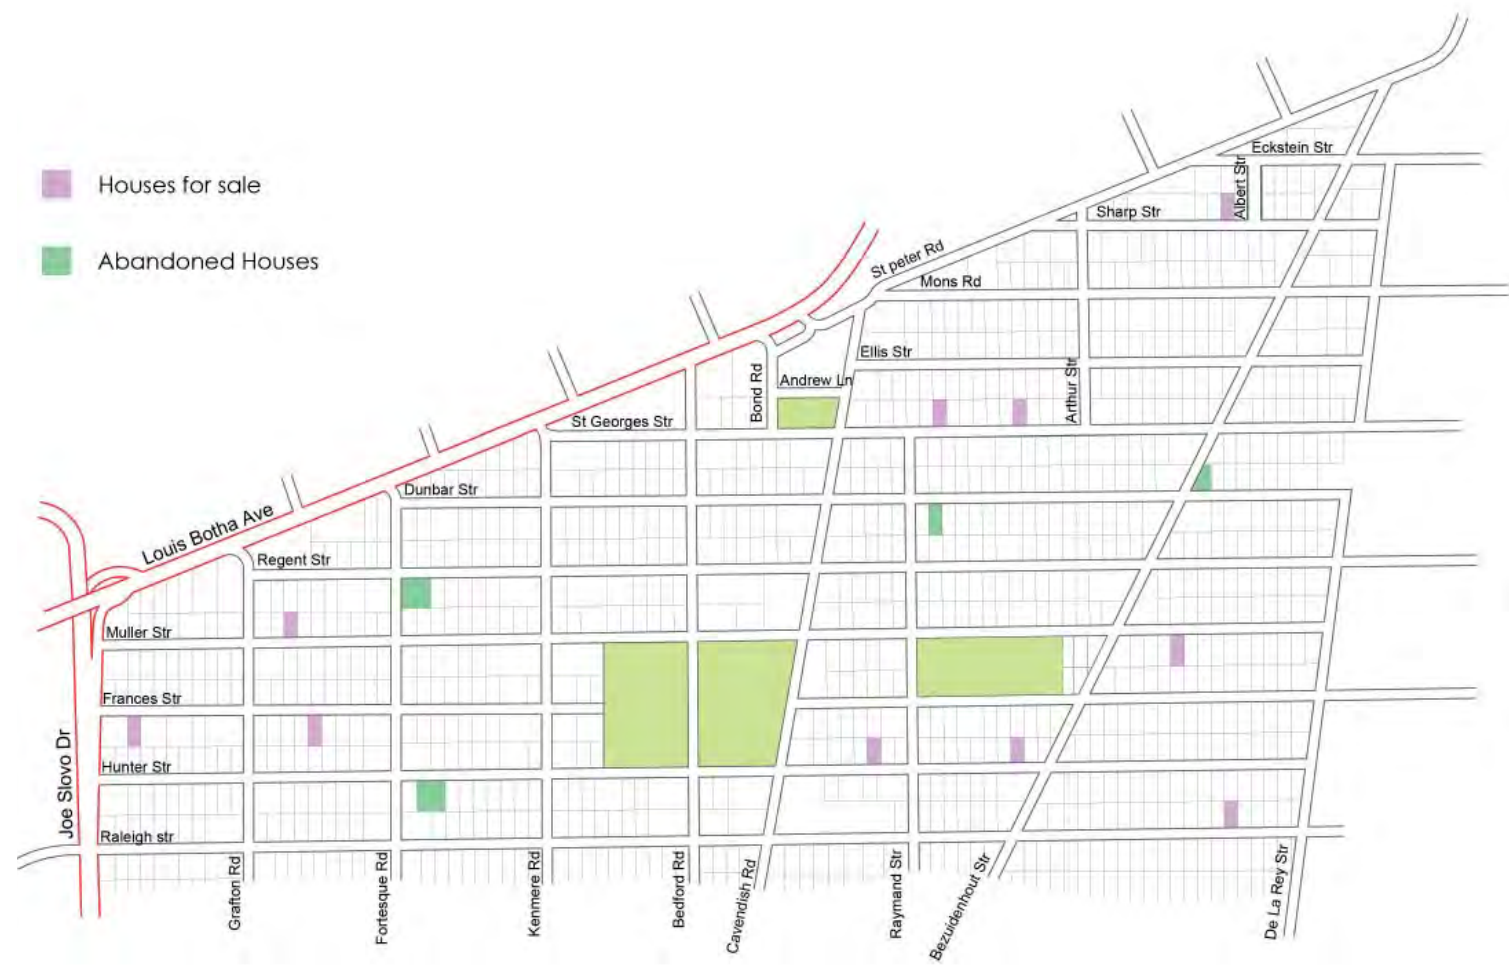 Eckstein Str
Houses for sale
Albert Str
Sharp Str
Abandoned Houses
St peter Rd
Mons Rd
Ellis Str
Andrew Ln
Bond Rd
Arthur Str
St Georges Str
Dunbar Str
Louis Botha Ave
Regent Str
Muller Str
Frances Str
Joe Slovo Dr
Hunter Str
Raleigh str
Grafton Rd
Fortesque Rd
Kenmere Rd
Bedford Rd
Cavendish Rd
Raymand Str
Bezuidenhout Str
De La Rey Str